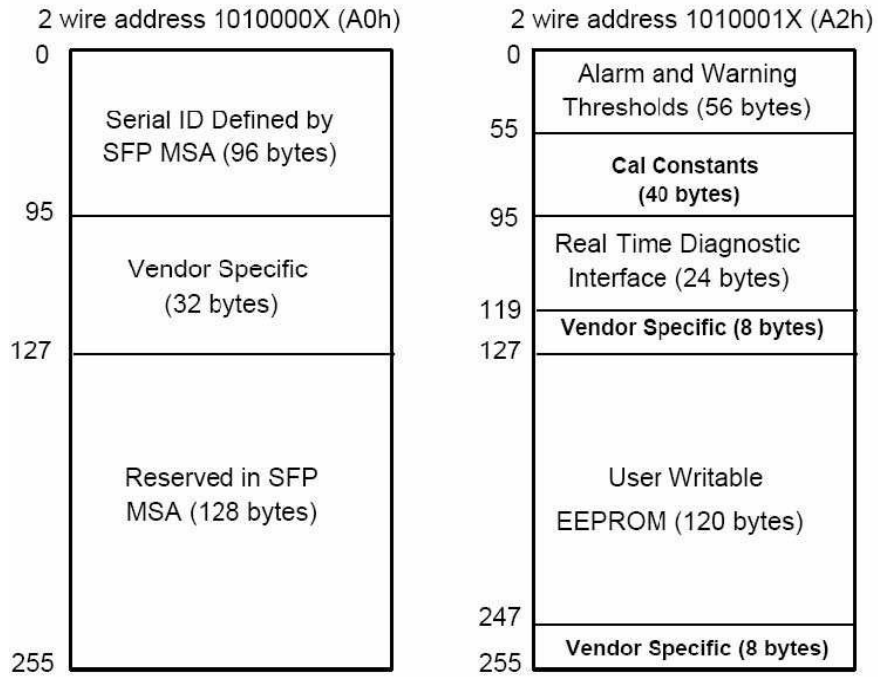 2 wire address 1010000X (A0h)
0
Serial ID Defined by
SFP MSA (96 bytes)
95
Vendor Specific
(32 bytes)
127
Reserved in SFP
MSA (128 bytes)
255
2 wire address 1010001X (A2h)
0
Alarm and Warning
Thresholds (56 bytes)
55
Cal Constants
(40 bytes)
95
Real Time Diagnostic
Interface (24 bytes)
119
Vendor Specific (8 bytes)
127
User Writable
EEPROM (120 bytes)
247
Vendor Specific (8 bytes)
255